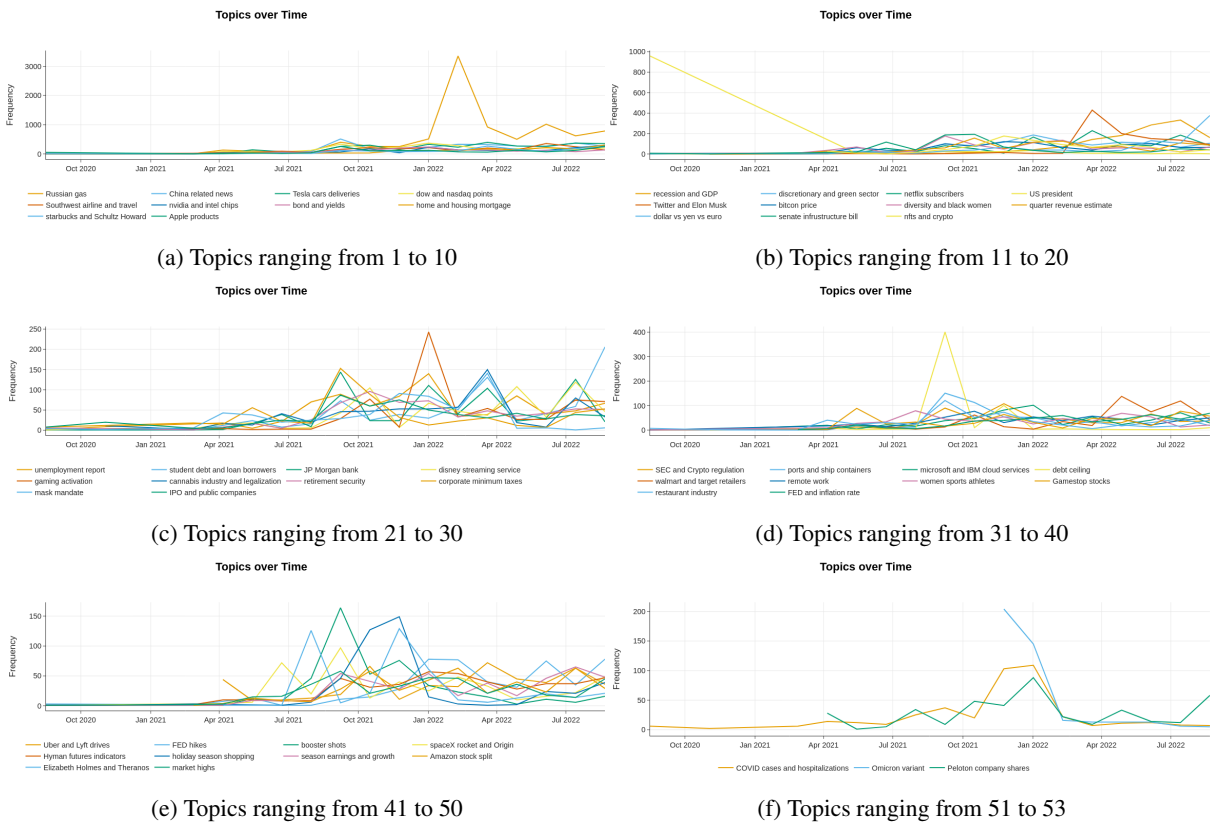 Topics over Time
Frequency
3000
2000
1000
0
Oct 2020 Jan 2021 Apr 2021 Jul 2021 Oct 2021 Jan 2022 Apr 2022 Jul 2022
Russian gas China related news Tesla cars deliveries dow and nasdaq points
Southwest airline and travel nvidia and intel chips bond and yields home and housing mortgage
starbucks and Schultz Howard Apple products
(a) Topics ranging from 1 to 10
Topics over Time
Frequency
1000
800
600
400
200
0
Oct 2020 Jan 2021 Apr 2021 Jul 2021 Oct 2021 Jan 2022 Apr 2022 Jul 2022
recession and GDP discretionary and green sector netflix subscribers US president
Twitter and Elon Musk bitcon price diversity and black women quarter revenue estimate
dollar vs yen vs euro senate infrastructure bill nfts and crypto
(b) Topics ranging from 11 to 20
Topics over Time
Frequency
250
200
150
100
50
0
Oct 2020 Jan 2021 Apr 2021 Jul 2021 Oct 2021 Jan 2022 Apr 2022 Jul 2022
unemployment report student debt and loan borrowers JP Morgan bank disney streaming service
gaming activation cannabis industry and legalization retirement security corporate minimum taxes
mask mandate IPO and public companies
(c) Topics ranging from 21 to 30
Topics over Time
Frequency
400
300
200
100
0
Oct 2020 Jan 2021 Apr 2021 Jul 2021 Oct 2021 Jan 2022 Apr 2022 Jul 2022
SEC and Crypto regulation ports and ship containers microsoft and IBM cloud services debt ceiling
walmart and target retailers remote work women sports athletes Gamestop stocks
restaurant industry FED and inflation rate
(d) Topics ranging from 31 to 40
Topics over Time
Frequency
150
100
50
0
Oct 2020 Jan 2021 Apr 2021 Jul 2021 Oct 2021 Jan 2022 Apr 2022 Jul 2022
Uber and Lyft drives FED hikes booster shots spaceX rocket and Origin
Hyman futures indicators holiday season shopping season earnings and growth Amazon stock split
Elizabeth Holmes and Theranos market highs
(e) Topics ranging from 41 to 50
Topics over Time
Frequency
200
150
100
50
0
Oct 2020 Jan 2021 Apr 2021 Jul 2021 Oct 2021 Jan 2022 Apr 2022 Jul 2022
COVID cases and hospitalizations Omicron variant Peloton company shares
(f) Topics ranging from 51 to 53